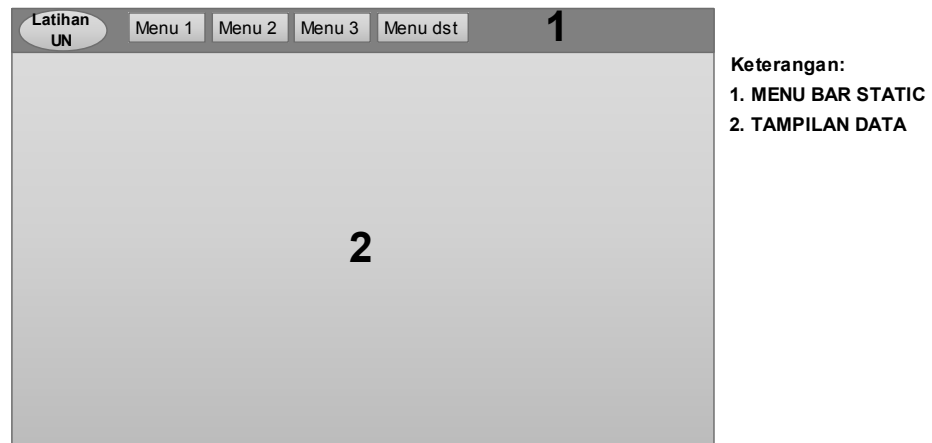 Latihan
UN
Menu 1 Menu 2 Menu 3 Menu dst 1
Keterangan:
1. MENU BAR STATIC
2. TAMPILAN DATA
2